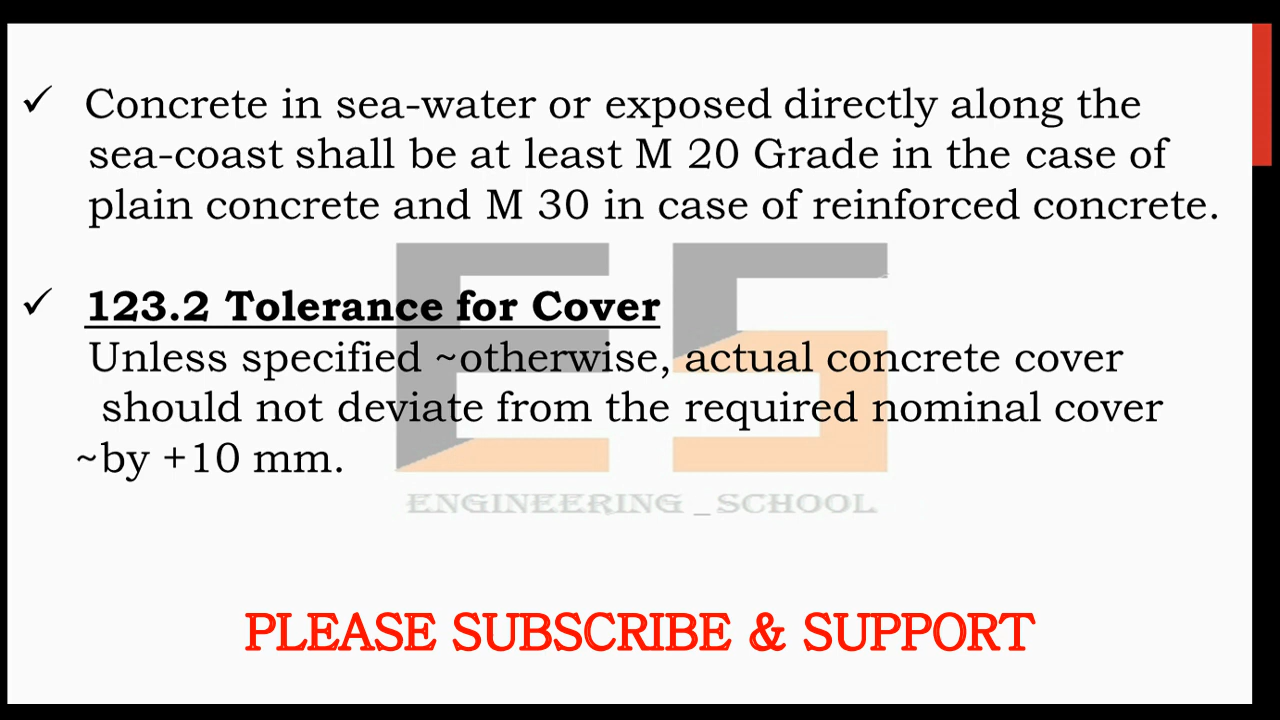 ✓ Concrete in sea-water or exposed directly along the
sea-coast shall be at least M 20 Grade in the case of
plain concrete and M 30 in case of reinforced concrete.
✓ 123.2 Tolerance for Cover
Unless specified ~otherwise, actual concrete cover
should not deviate from the required nominal cover
~by +10 mm.
ES
ENGINEERING_SCHOOL
PLEASE SUBSCRIBE & SUPPORT